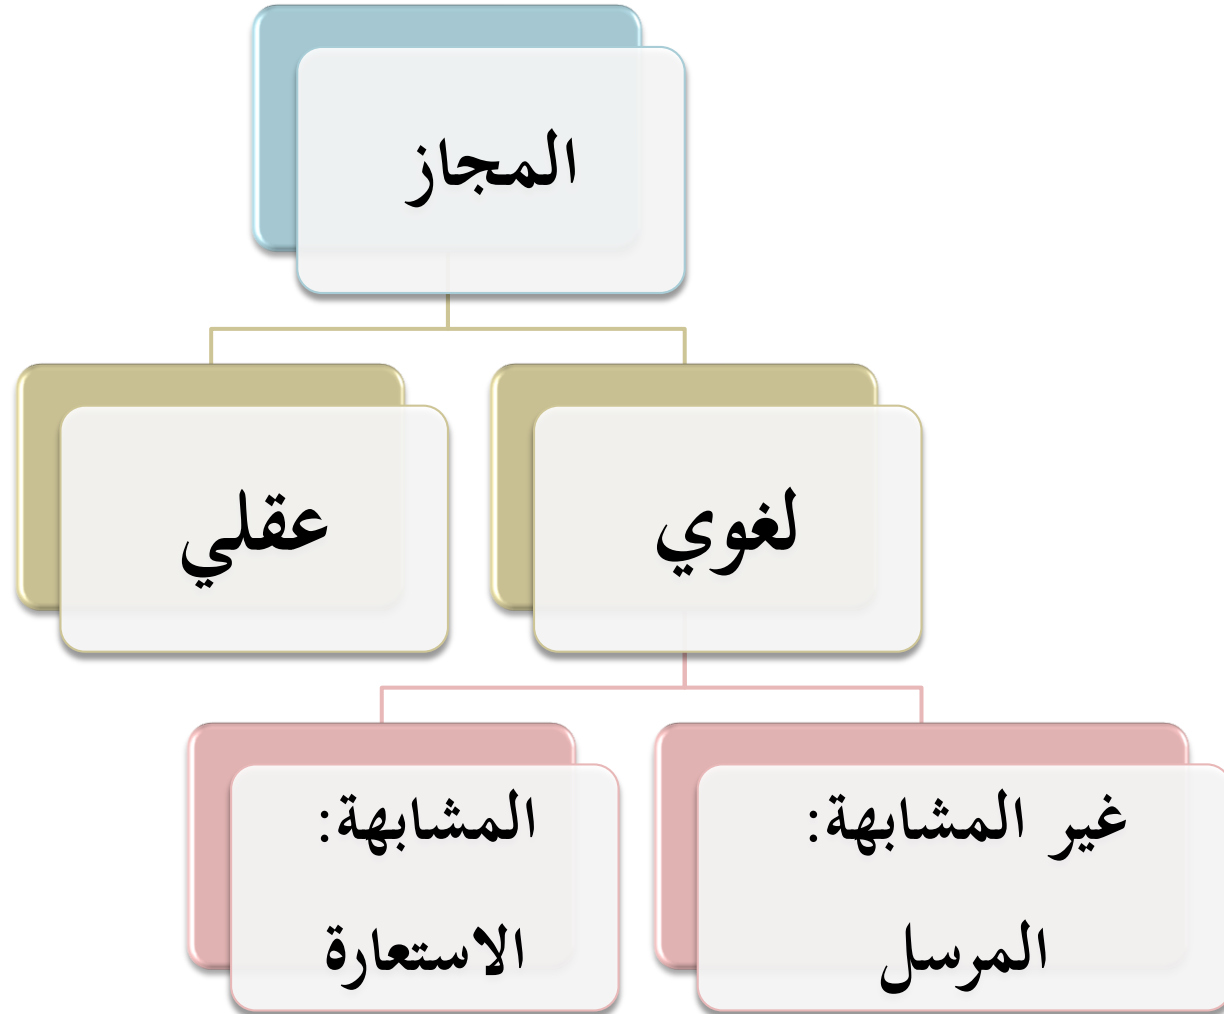 المجاز
لغوي
عقلي
غير المشابهة:
المرسل
المشابهة:
الاستعارة